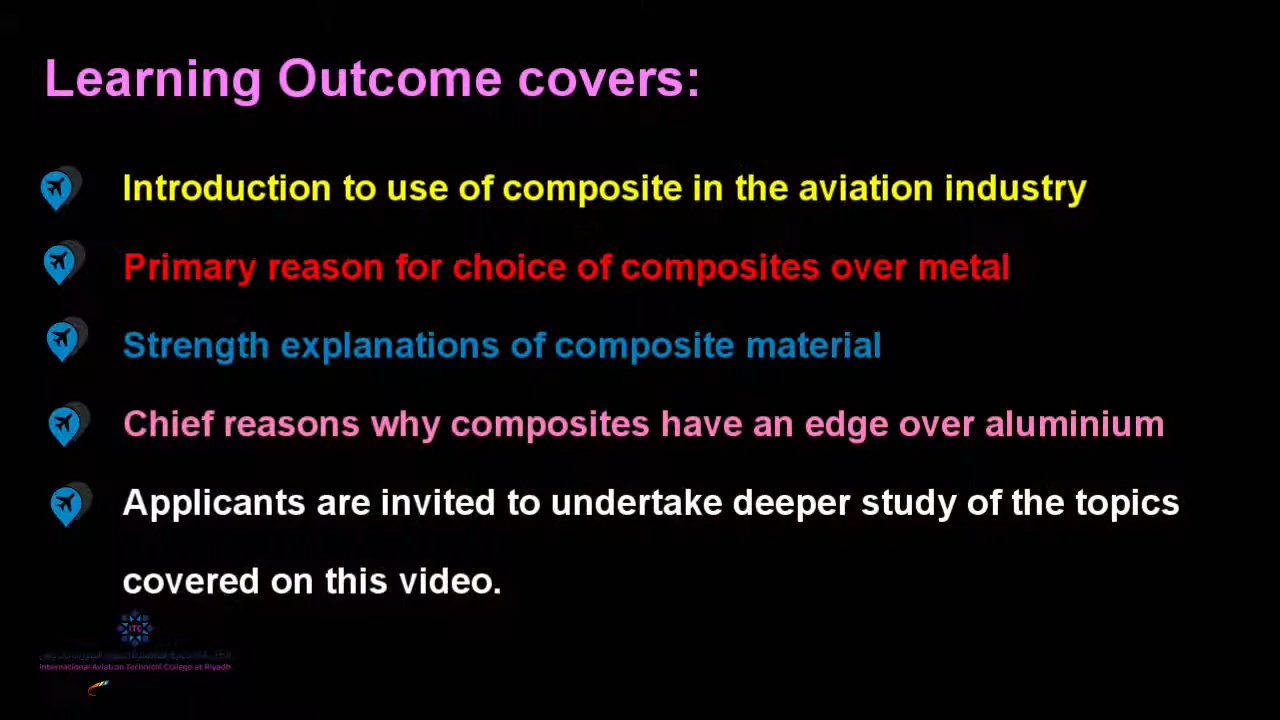 Learning Outcome covers:
Introduction to use of composite in the aviation industry
Primary reason for choice of composites over metal
Strength explanations of composite material
Chief reasons why composites have an edge over aluminium
Applicants are invited to undertake deeper study of the topics
covered on this video.
ITC
International Aviation Technical College at Riyadh